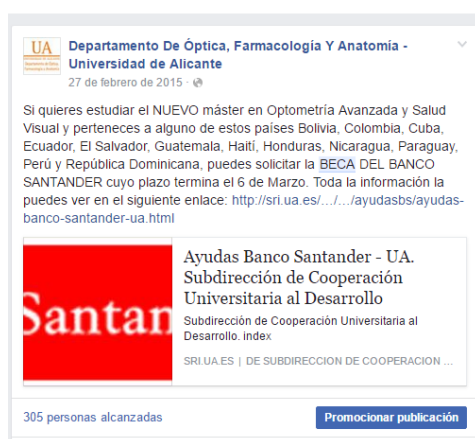 UA
Departamento De Óptica, Farmacología Y Anatomía -
Universidad de Alicante
27 de febrero de 2015 ·
Si quieres estudiar el NUEVO máster en Optometría Avanzada y Salud
Visual y perteneces a alguno de estos países Bolivia, Colombia, Cuba,
Ecuador, El Salvador, Guatemala, Haití, Honduras, Nicaragua, Paraguay,
Perú y República Dominicana, puedes solicitar la BECA DEL BANCO
SANTANDER cuyo plazo termina el 6 de Marzo. Toda la información la
puedes ver en el siguiente enlace: http://sri.ua.es/.../.../ayudasbs/ayudas-
banco-santander-ua.html
Santan
Ayudas Banco Santander - UA.
Subdirección de Cooperación
Universitaria al Desarrollo
Subdirección de Cooperación Universitaria al
Desarrollo. index
SRI.UA.ES | DE SUBDIRECCION DE COOPERACION ...
305 personas alcanzadas
Promocionar publicación